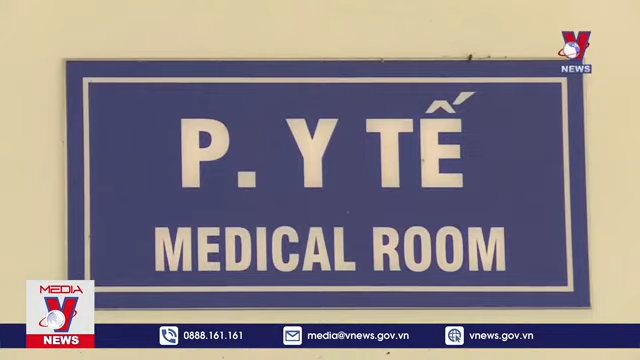 V
NEWS
P. Y TẾ
MEDICAL ROOM
MEDIA
V
NEWS
0888.161.161
media@vnews.gov.vn
vnews.gov.vn